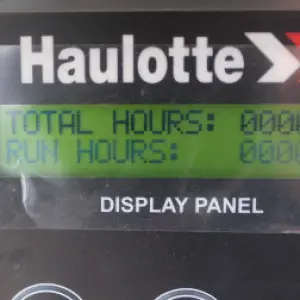 Haulotte
TOTAL HOURS: 000
RUN HOURS: 000
DISPLAY PANEL